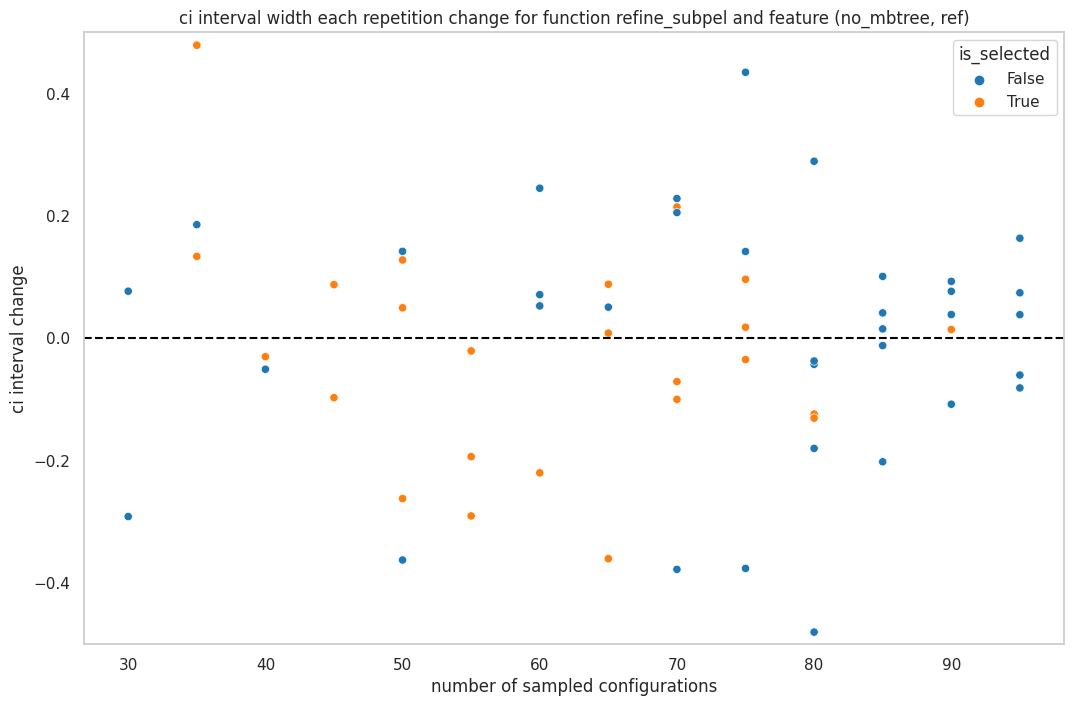 ci interval width each repetition change for function refine_subpel and feature (no_mbtree, ref)
is_selected
False
True
ci interval change
0.4
0.2
0.0
−0.2
−0.4
30 40 50 60 70 80 90
number of sampled configurations